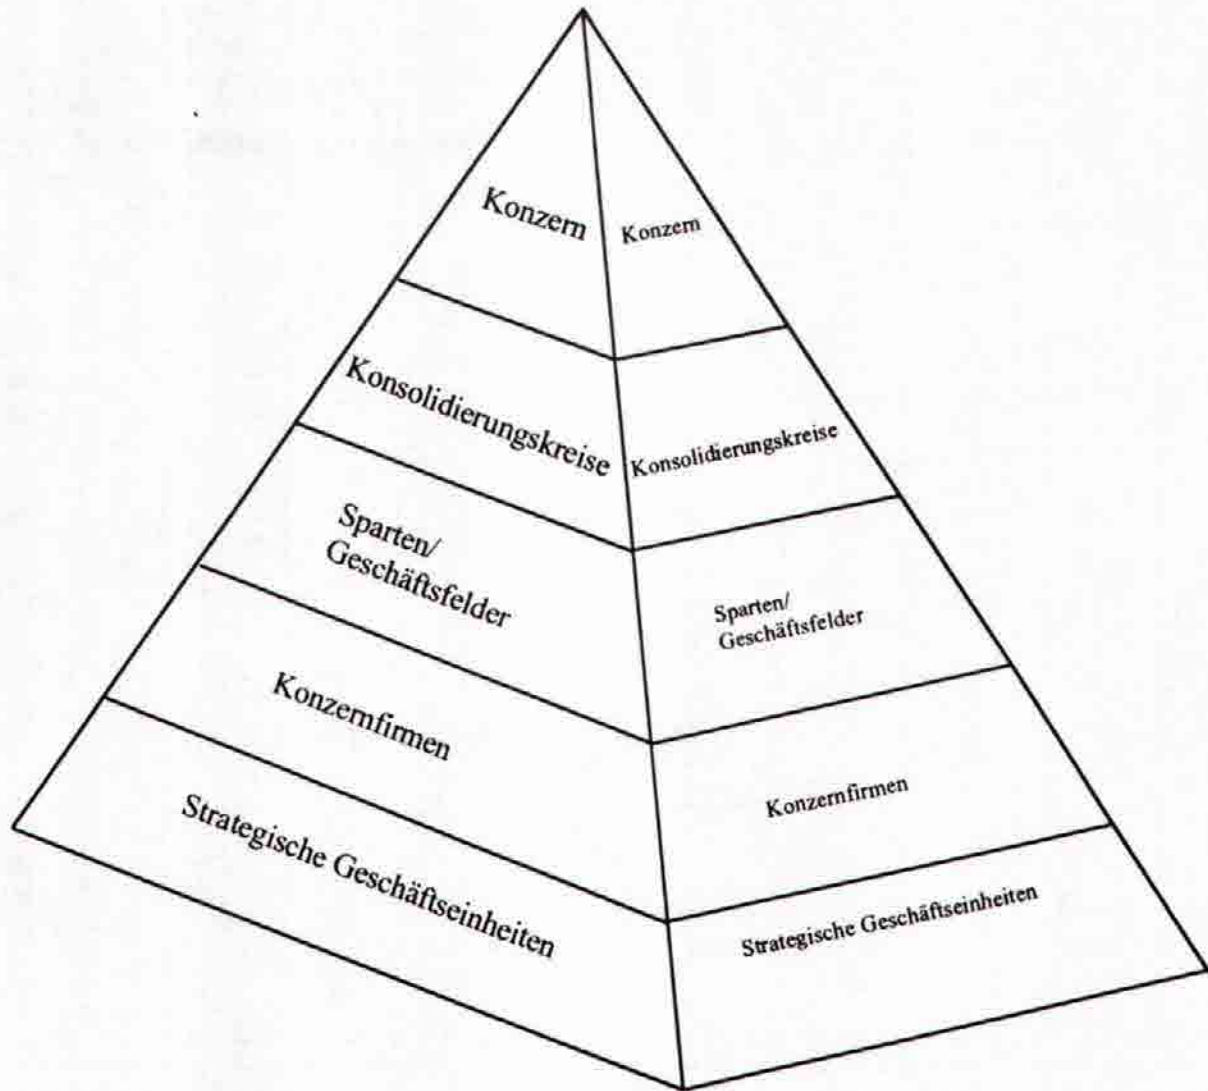 Konzern
Konsolidierungskreise
Sparten/
Geschäftsfelder
Konzernfirmen
Strategische Geschäftseinheiten
Konzern
Konsolidierungskreise
Sparten/
Geschäftsfelder
Konzernfirmen
Strategische Geschäftseinheiten